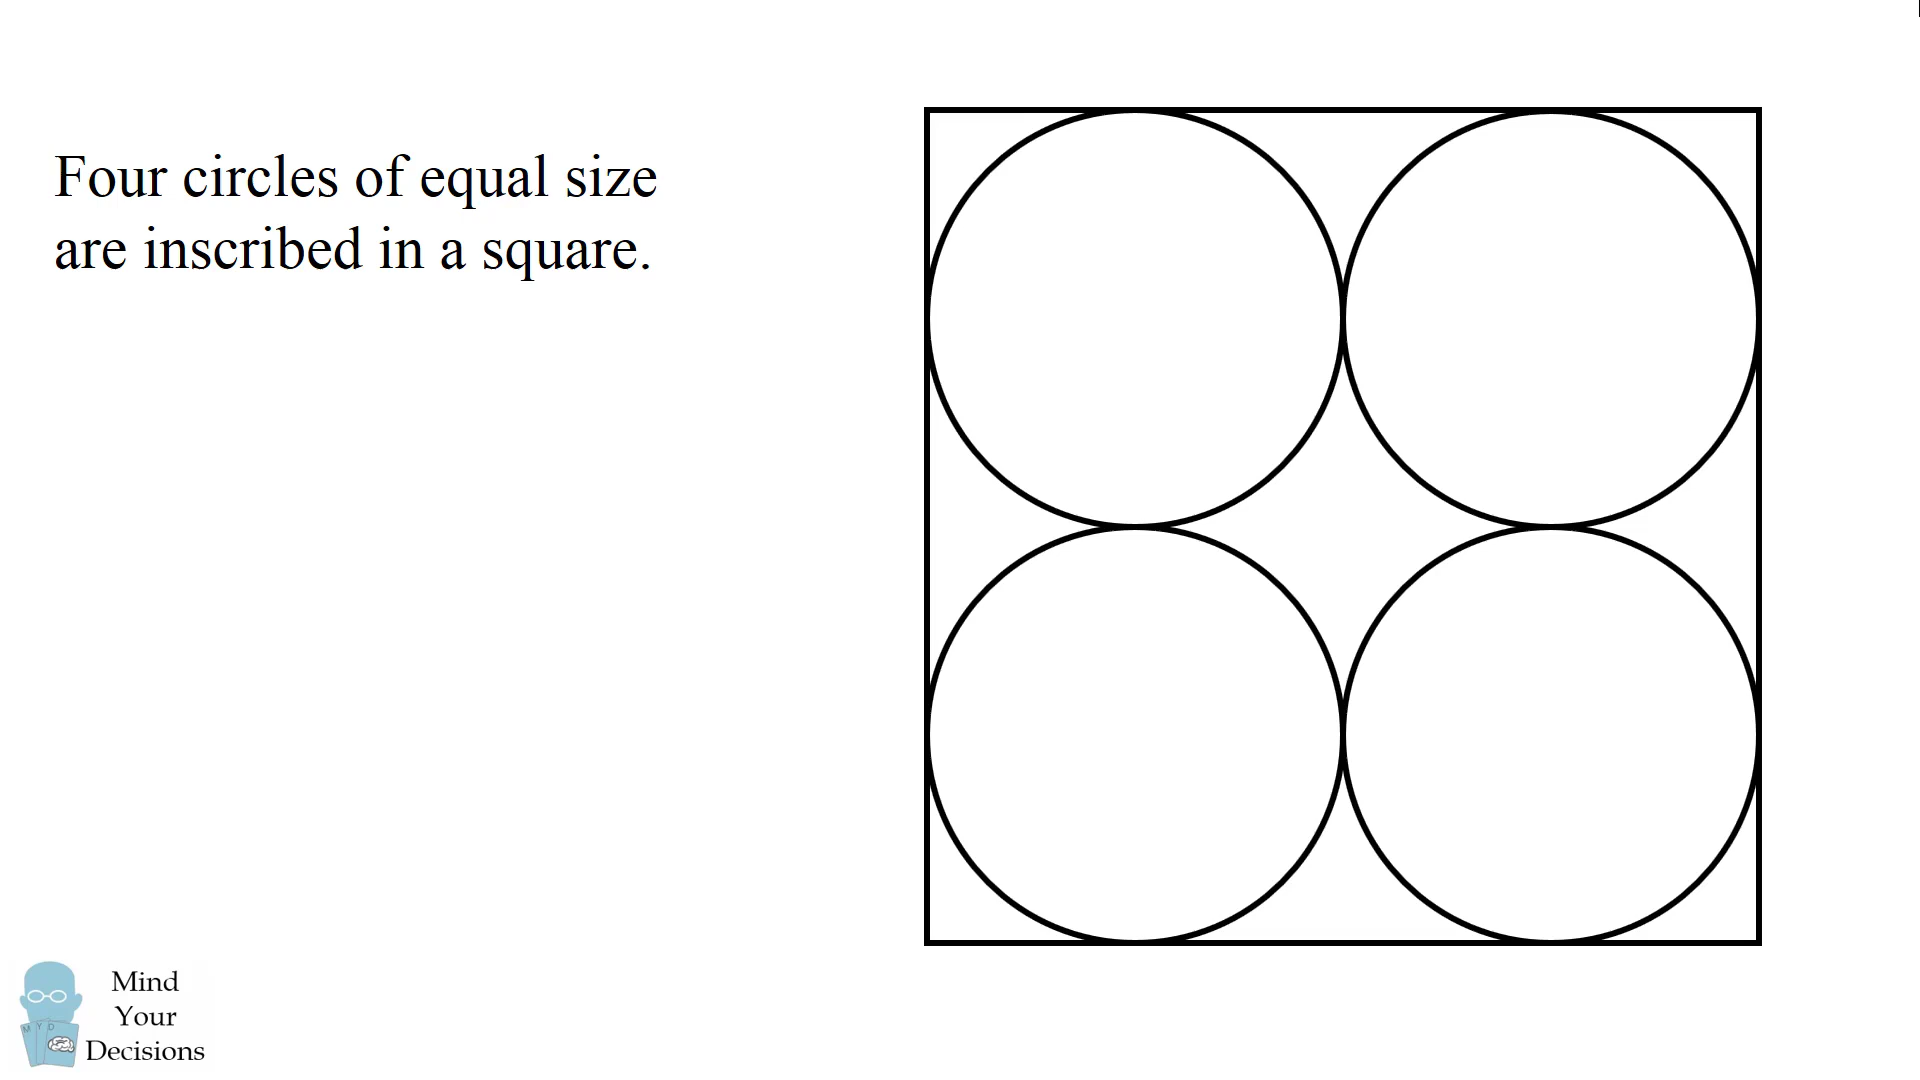 Four circles of equal size
are inscribed in a square.
M Y D
Mind
Your
Decisions